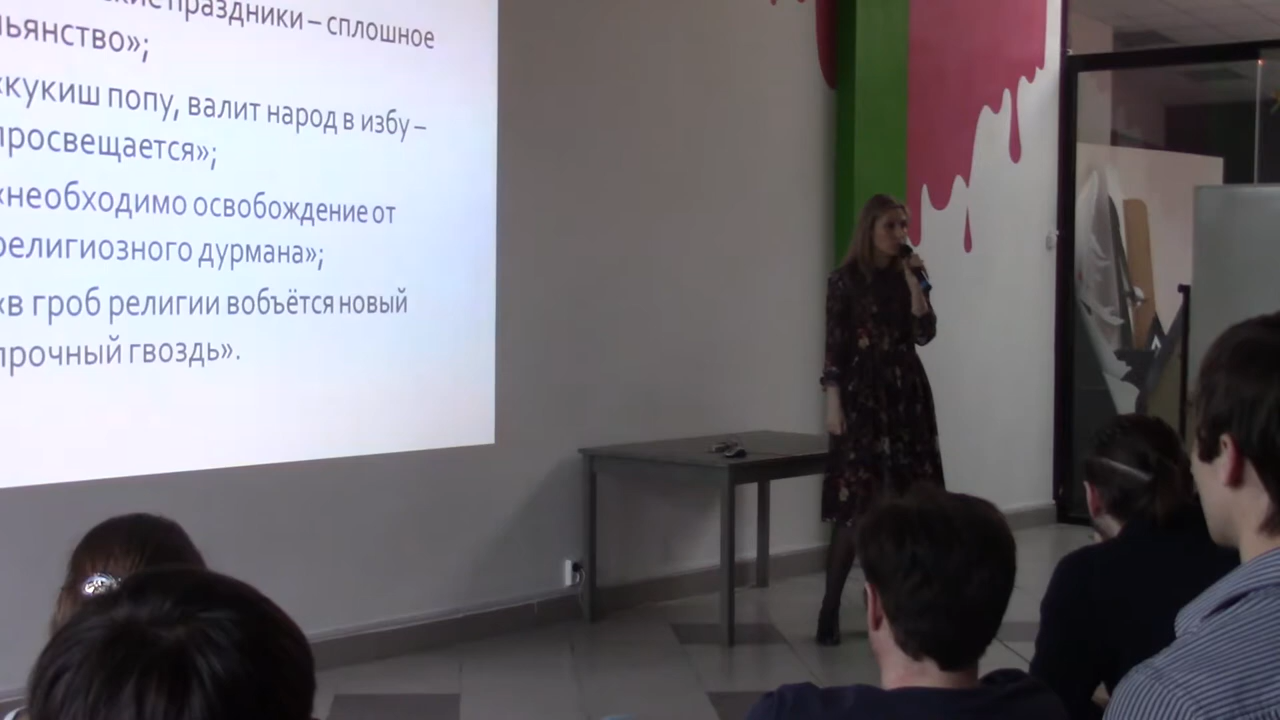 праздники – сплошное
пьянство»;
«кукиш попу, валит народ в избу –
просвещается»;
«необходимо освобождение от
религиозного дурмана»;
«в гроб религии вобьётся новый
прочный гвоздь».